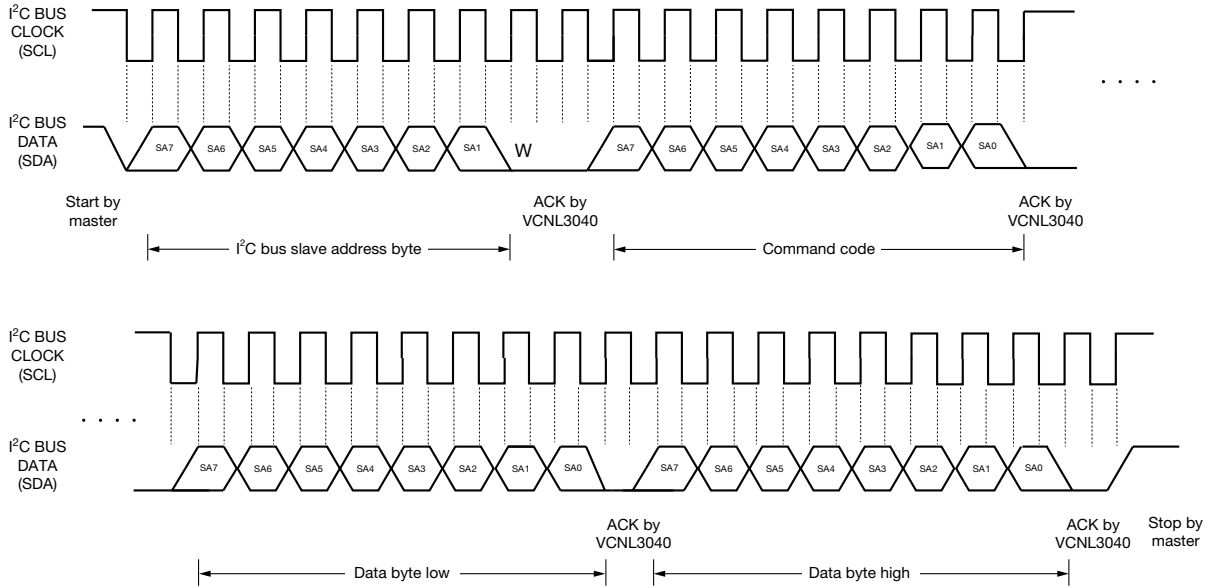 I²C BUS
CLOCK
(SCL)
. . . .
I²C BUS
DATA
(SDA)
SA7 SA6 SA5 SA4 SA3 SA2 SA1 W SA7 SA6 SA5 SA4 SA3 SA2 SA1 SA0
Start by
master
ACK by
VCNL3040
ACK by
VCNL3040
I²C bus slave address byte
Command code
I²C BUS
CLOCK
(SCL)
. . . .
I²C BUS
DATA
(SDA)
SA7 SA6 SA5 SA4 SA3 SA2 SA1 SA0 SA7 SA6 SA5 SA4 SA3 SA2 SA1 SA0
ACK by
VCNL3040
ACK by
VCNL3040
Stop by
master
Data byte low
Data byte high